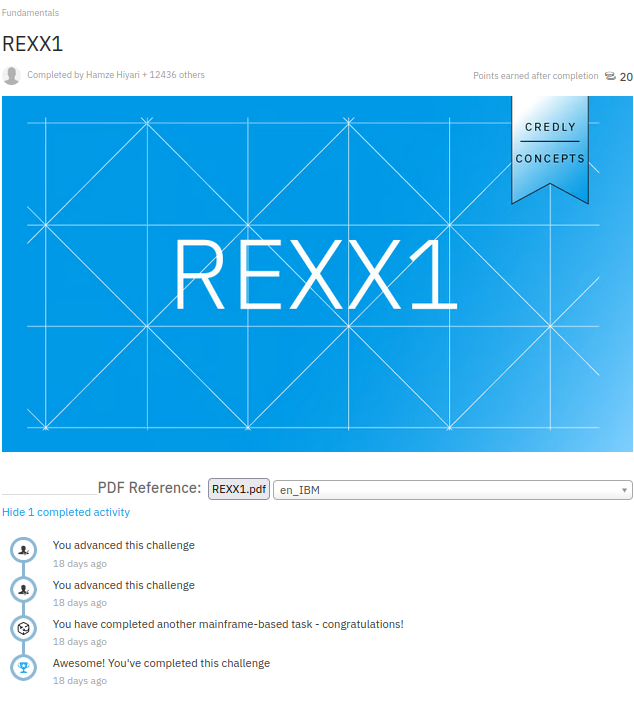 Fundamentals
REXX1
Completed by Hamze Hiyari + 12436 others
Points earned after completion 20
CREDLY
CONCEPTS
REXX1
PDF Reference: REXX1.pdf en_IBM
Hide 1 completed activity
You advanced this challenge
18 days ago
You advanced this challenge
18 days ago
You have completed another mainframe-based task - congratulations!
18 days ago
Awesome! You've completed this challenge
18 days ago